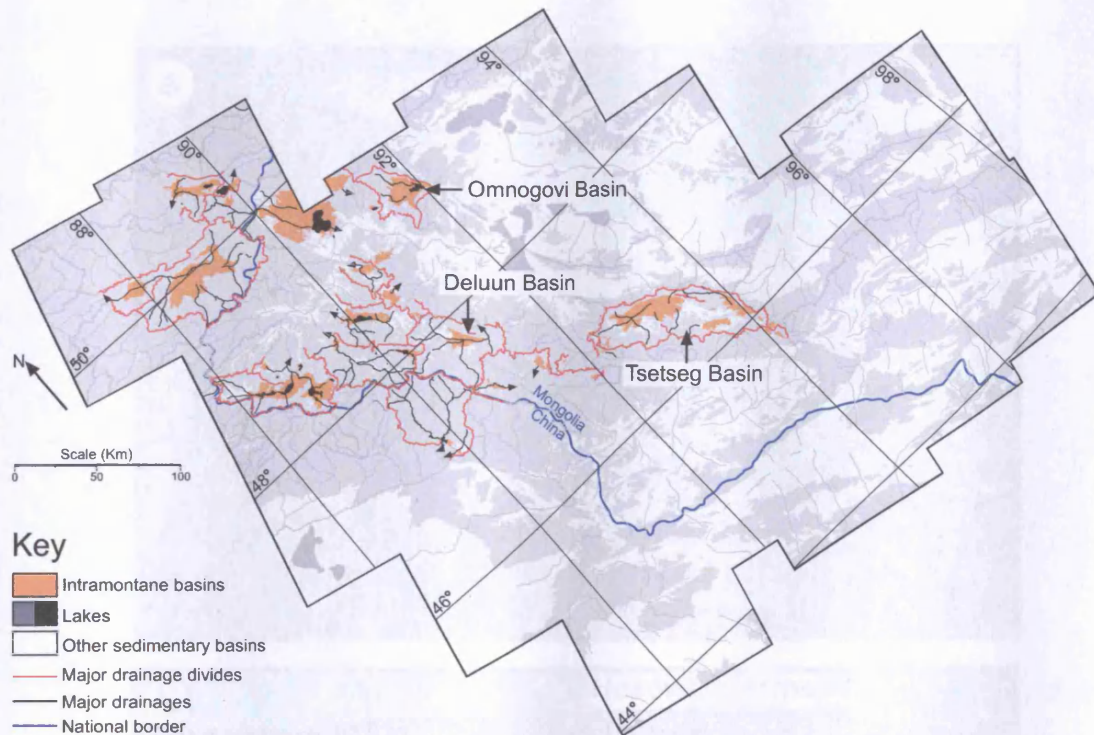 94°
98°
90°
92°
Omnogovi Basin
96°
88°
Deluun Basin
50°
N
Tsetseg Basin
Mongolia
China
Scale (Km)
0 50 100
48°
46°
44°
Key
Intramontane basins
Lakes
Other sedimentary basins
Major drainage divides
Major drainages
National border